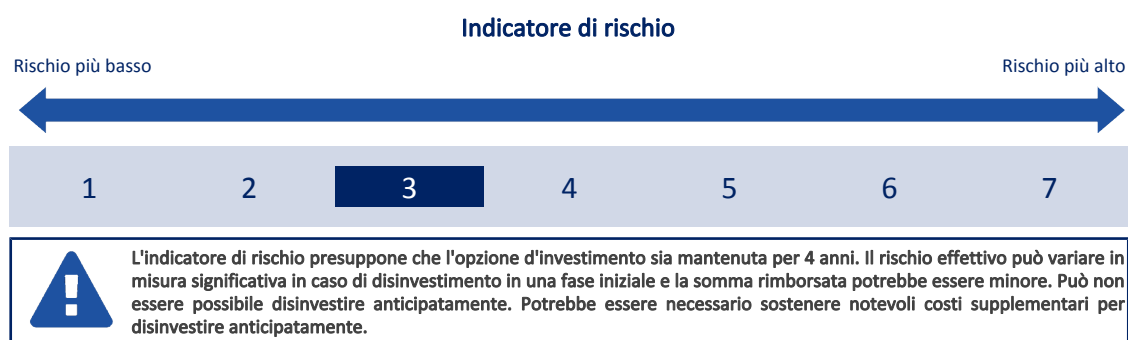 Indicatore di rischio
Rischio più basso
Rischio più alto
1 2 3 4 5 6 7
L'indicatore di rischio presuppone che l'opzione d'investimento sia mantenuta per 4 anni. Il rischio effettivo può variare in
misura significativa in caso di disinvestimento in una fase iniziale e la somma rimborsata potrebbe essere minore. Può non
essere possibile disinvestire anticipatamente. Potrebbe essere necessario sostenere notevoli costi supplementari per
disinvestire anticipatamente.